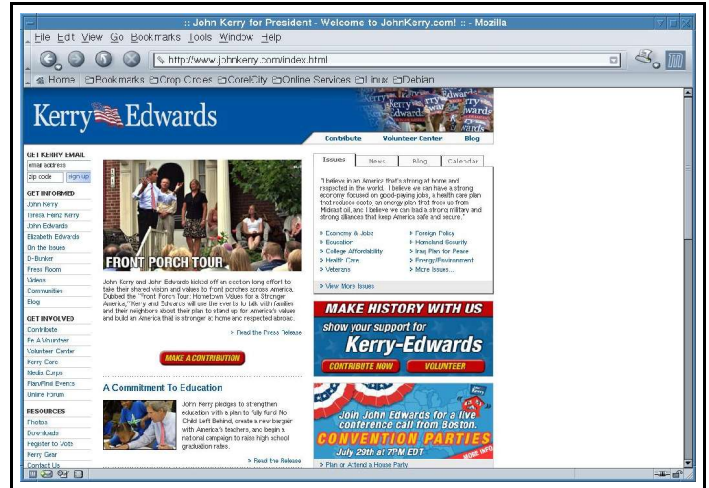 :: John Kerry for President - Welcome to JohnKerry.com! :: - Mozilla
File Edit View Go Bookmarks Tools Window Help
http://www.johnkerry.com/index.html
Home Bookmarks Crop Circles CorelCity Online Services Linux Debian
Kerry Edwards
Contribute Volunteer Center Blog
GET KERRY EMAIL
email address
zip code sign up
GET INFORMED
John Kerry
Teresa Heinz Kerry
John Edwards
Elizabeth Edwards
On the Issues
D-Bunker
Press Room
Videos
Communities
Blog
GET INVOLVED
Contribute
Be A Volunteer
Volunteer Center
Kerry Core
Media Corps
Plan/Find Events
Online Forum
RESOURCES
Photos
Downloads
Register to Vote
Kerry Gear
Contact Us
FRONT PORCH TOUR
John Kerry and John Edwards kicked off an election long effort to
take their shared vision and values to front porches across America.
Dubbed the "Front Porch Tour: Hometown Values for a Stronger
America," Kerry and Edwards will use the events to talk with families
and their neighbors about their plan to stand up for America's values
and build an America that is stronger at home and respected abroad.
> Read the Press Release
MAKE A CONTRIBUTION
A Commitment To Education
John Kerry pledges to strengthen
education with a plan to fully fund No
Child Left Behind, create a new bargain
with America's teachers, and begin a
national campaign to raise high school
graduation rates.
> Read the Release
Issues News Blog Calendar
"I believe in an America that's strong at home and
respected in the world. I believe we can have a strong
economy focused on good-paying jobs, a health care plan
that reduces costs, an energy plan that frees us from
Mideast oil, and I believe we can lead a strong military and
strong alliances that keep America safe and secure."
> Economy & Jobs
> Education
> College Affordability
> Health Care
> Veterans
> Foreign Policy
> Homeland Security
> Iraq Plan for Peace
> Energy/Environment
> More Issues...
> View More Issues
MAKE HISTORY WITH US
show your support for
Kerry-Edwards
CONTRIBUTE NOW VOLUNTEER
Join John Edwards for a live
conference call from Boston.
CONVENTION PARTIES
July 29th at 7PM EDT
MORE INFO
> Plan or Attend a House Party